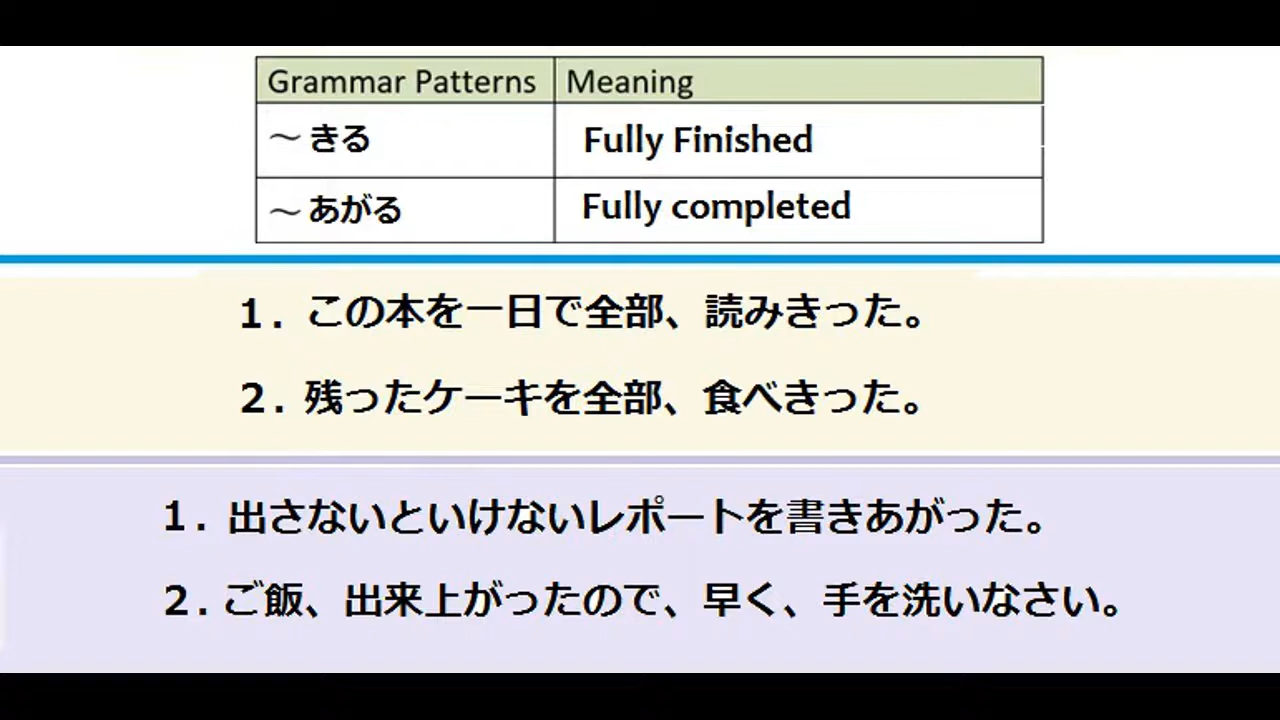 Grammar Patterns Meaning
～きる Fully Finished
～あがる Fully completed
1. この本を一日で全部、読みきった。
2. 残ったケーキを全部、食べきった。
1. 出さないといけないレポートを書きあがった。
2. ご飯、出来上がったので、早く、手を洗いなさい。